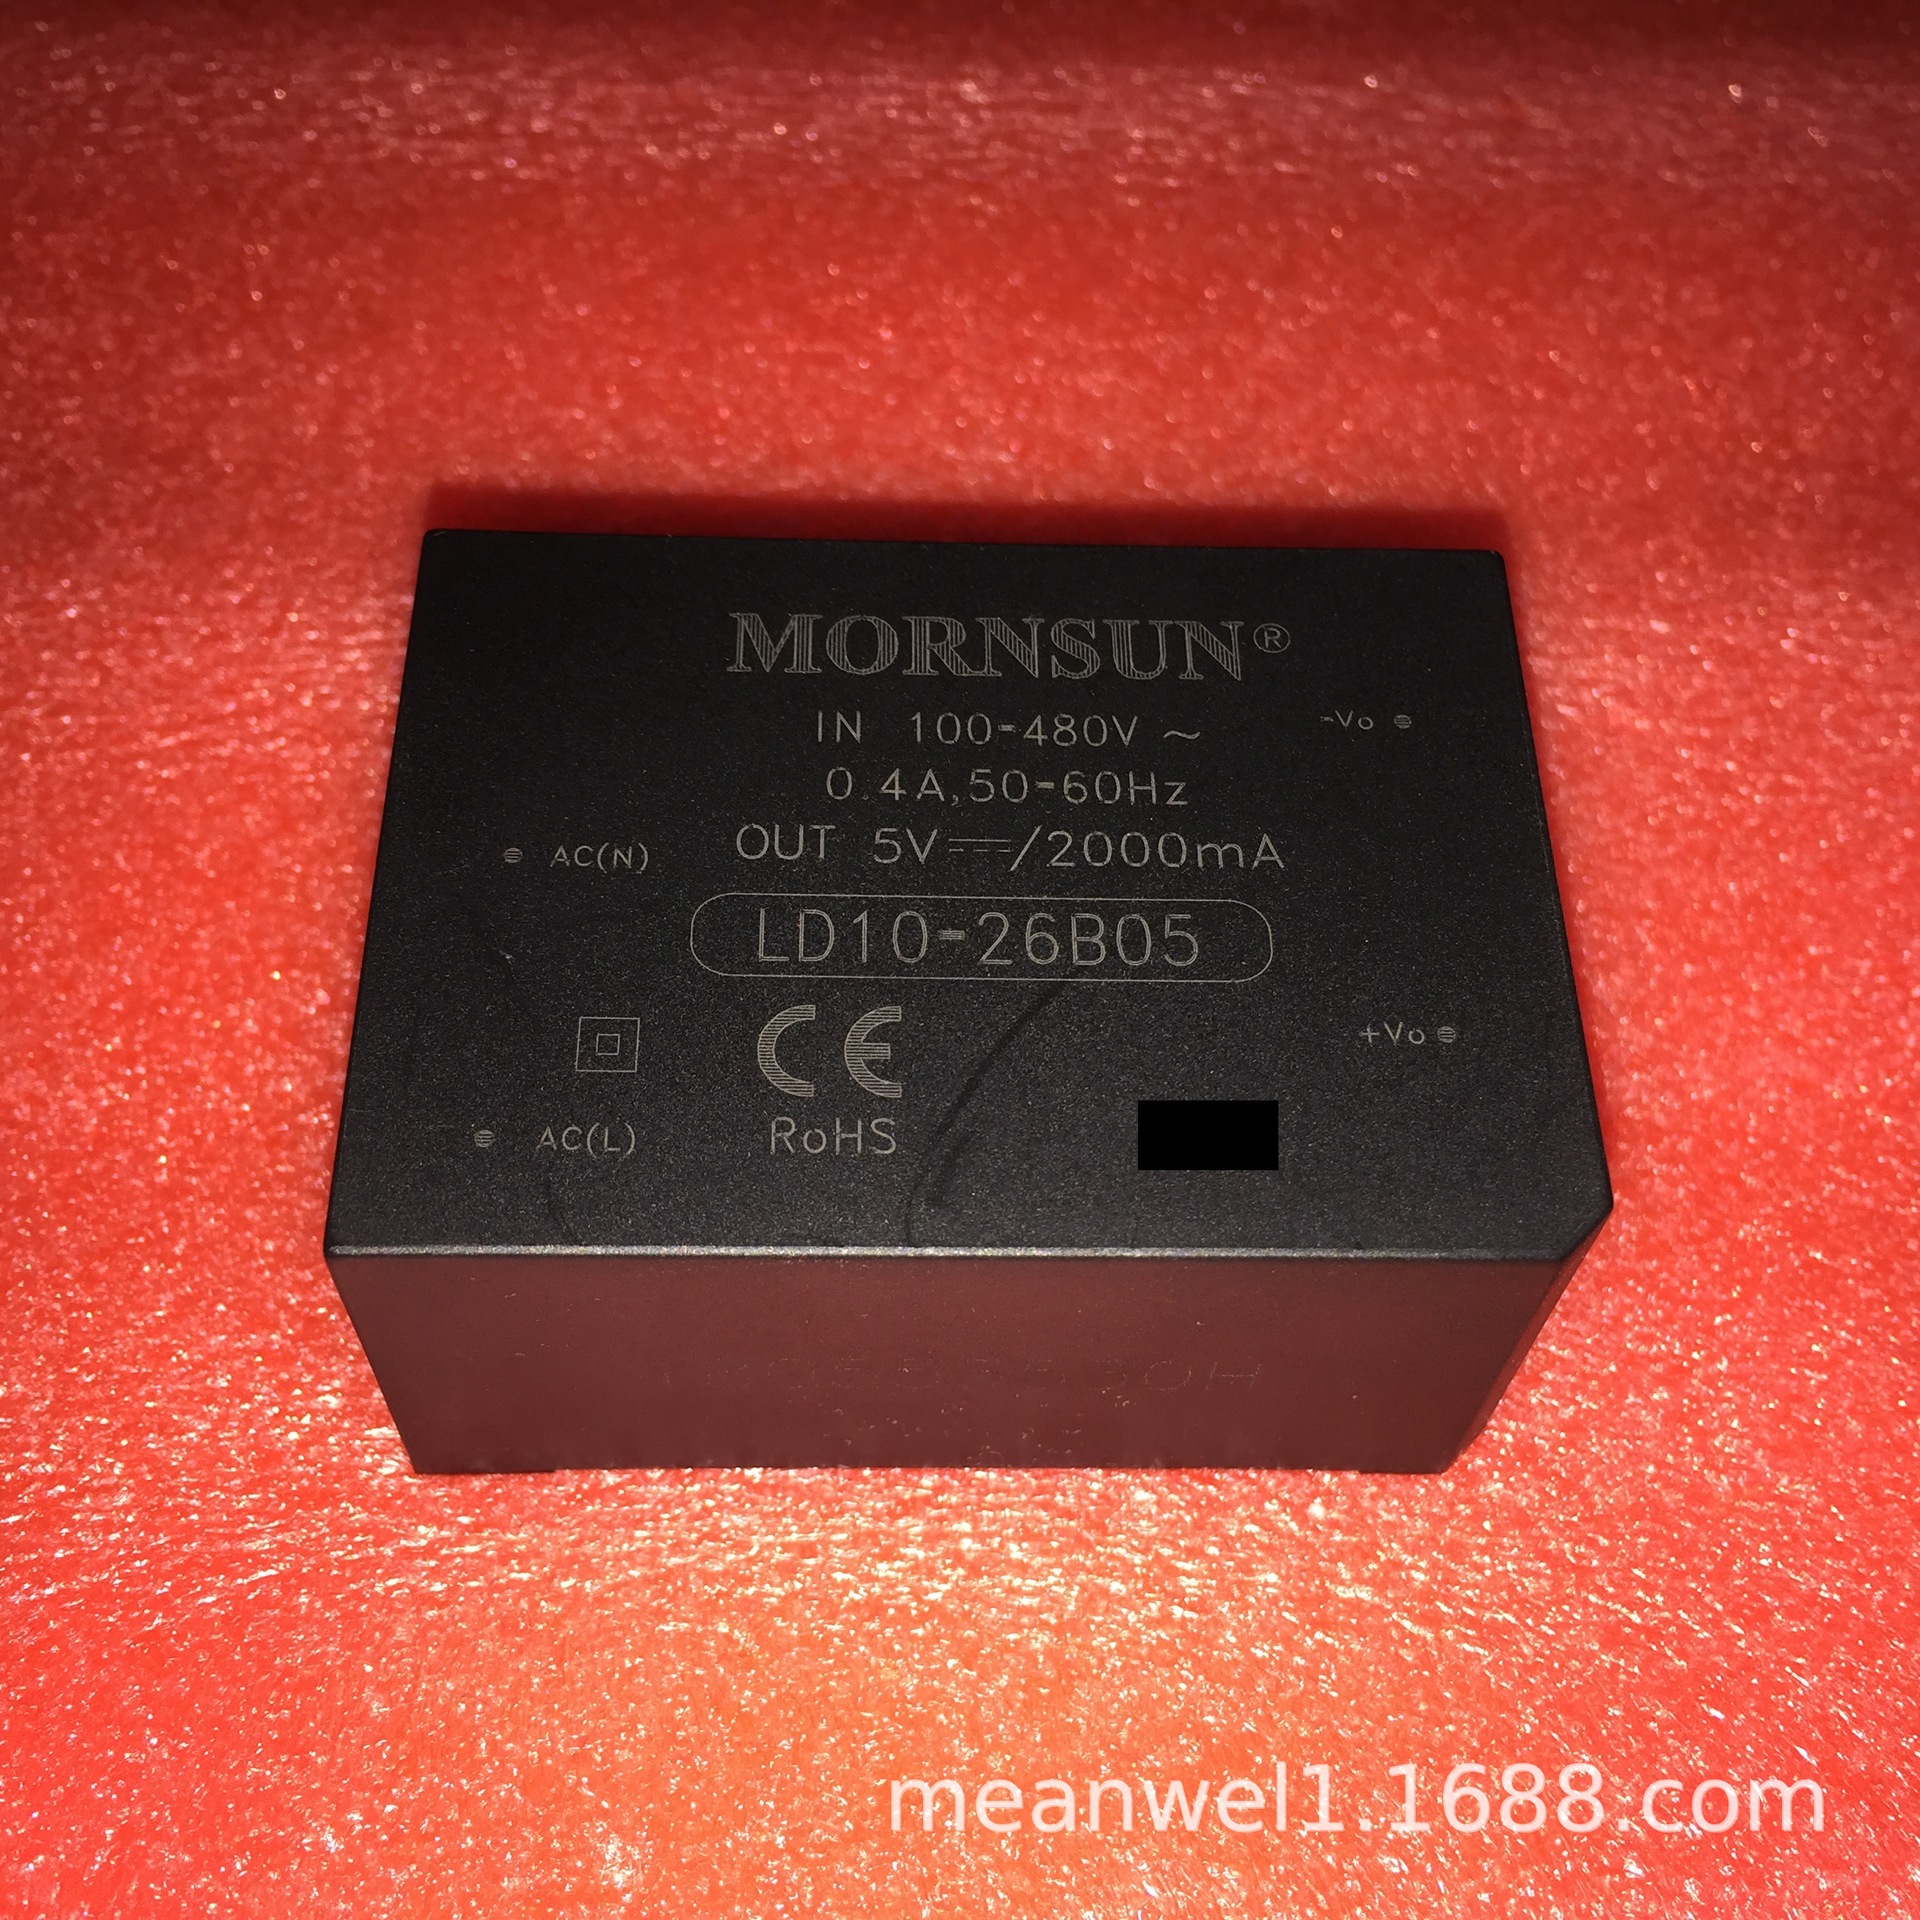 MORNSUN®
IN 100-480V ~
-Vo
0.4A,50-60Hz
OUT 5V⎓/2000mA
AC(N)
LD10-26B05
CE
+Vo
AC(L)
RoHS
meanwel1.1688.com